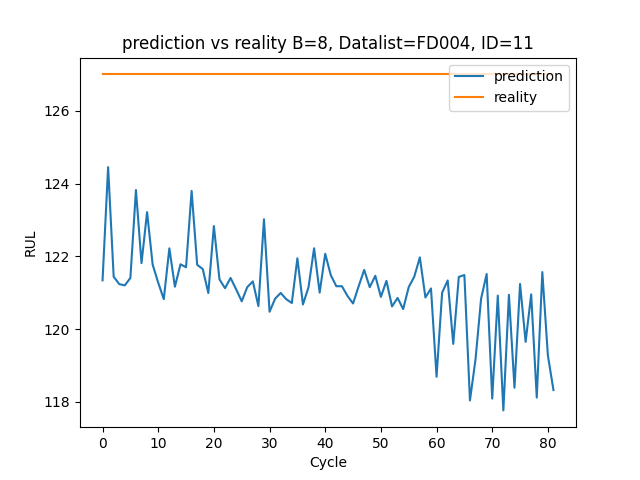 prediction vs reality B=8, Datalist=FD004, ID=11
prediction
reality
126
124
122
120
118
RUL
0 10 20 30 40 50 60 70 80
Cycle